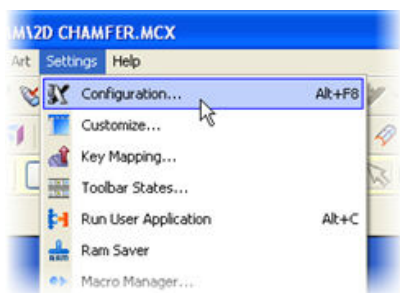 M\2D CHAMFER.MCX
Art Settings Help
Configuration... Alt+F8
Customize...
Key Mapping...
Toolbar States...
Run User Application Alt+C
RAM Ram Saver
Macro Manager...